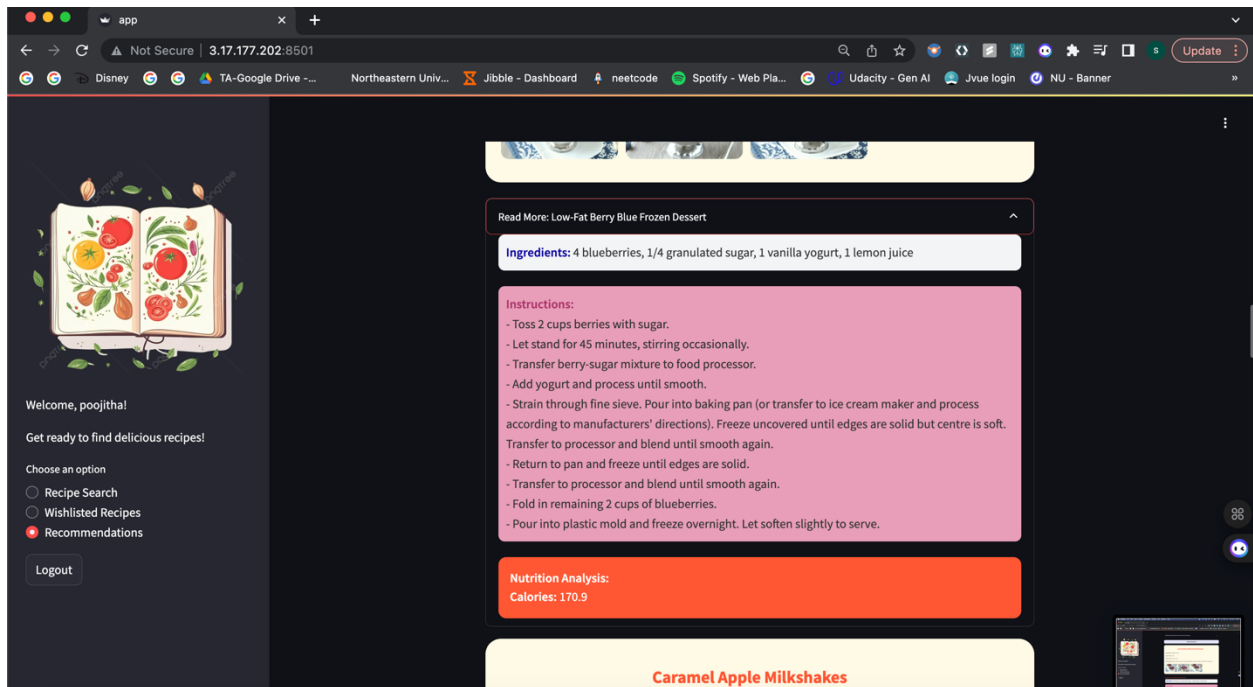 app
Not Secure | 3.17.177.202:8501
Update
Disney
TA-Google Drive -...
Northeastern Univ...
Jibble - Dashboard
neetcode
Spotify - Web Pla...
Udacity - Gen AI
Jvue login
NU - Banner
Welcome, poojitha!
Get ready to find delicious recipes!
Choose an option
Recipe Search
Wishlisted Recipes
Recommendations
Logout
Read More: Low-Fat Berry Blue Frozen Dessert
Ingredients: 4 blueberries, 1/4 granulated sugar, 1 vanilla yogurt, 1 lemon juice
Instructions:
- Toss 2 cups berries with sugar.
- Let stand for 45 minutes, stirring occasionally.
- Transfer berry-sugar mixture to food processor.
- Add yogurt and process until smooth.
- Strain through fine sieve. Pour into baking pan (or transfer to ice cream maker and process
according to manufacturers' directions). Freeze uncovered until edges are solid but centre is soft.
Transfer to processor and blend until smooth again.
- Return to pan and freeze until edges are solid.
- Transfer to processor and blend until smooth again.
- Fold in remaining 2 cups of blueberries.
- Pour into plastic mold and freeze overnight. Let soften slightly to serve.
Nutrition Analysis:
Calories: 170.9
Caramel Apple Milkshakes